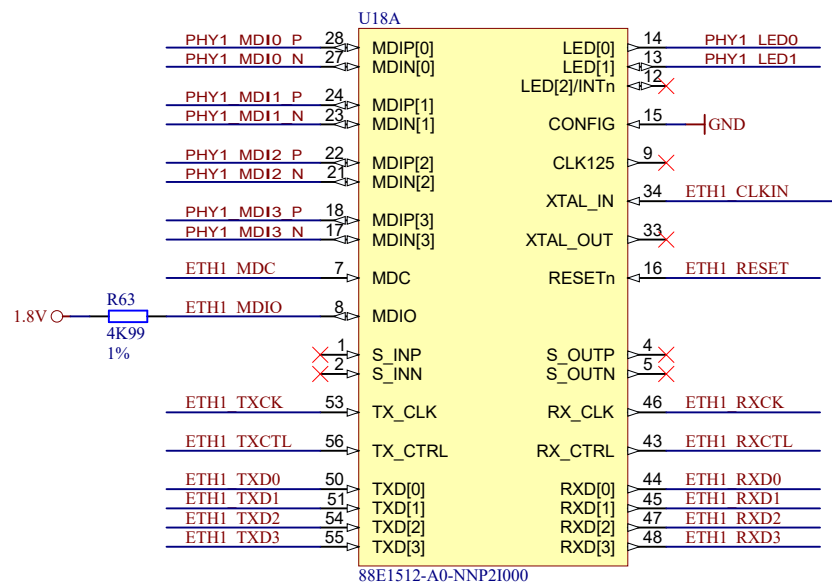 U18A
PHY1_MDI0_P 28 MDIP[0] LED[0] 14 PHY1_LED0
PHY1_MDI0_N 27 MDIN[0] LED[1] 13 PHY1_LED1
LED[2]/INTn 12
PHY1_MDI1_P 24 MDIP[1]
PHY1_MDI1_N 23 MDIN[1] CONFIG 15 GND
PHY1_MDI2_P 22 MDIP[2] CLK125 9
PHY1_MDI2_N 21 MDIN[2]
XTAL_IN 34 ETH1_CLKIN
PHY1_MDI3_P 18 MDIP[3]
PHY1_MDI3_N 17 MDIN[3] XTAL_OUT 33
ETH1_MDC 7 MDC RESETn 16 ETH1_RESET
R63
1.8V ETH1_MDIO 8 MDIO
4K99
1%
1 S_INP S_OUTP 4
2 S_INN S_OUTN 5
ETH1_TXCK 53 TX_CLK RX_CLK 46 ETH1_RXCK
ETH1_TXCTL 56 TX_CTRL RX_CTRL 43 ETH1_RXCTL
ETH1_TXD0 50 TXD[0] RXD[0] 44 ETH1_RXD0
ETH1_TXD1 51 TXD[1] RXD[1] 45 ETH1_RXD1
ETH1_TXD2 54 TXD[2] RXD[2] 47 ETH1_RXD2
ETH1_TXD3 55 TXD[3] RXD[3] 48 ETH1_RXD3
88E1512-A0-NNP2I000